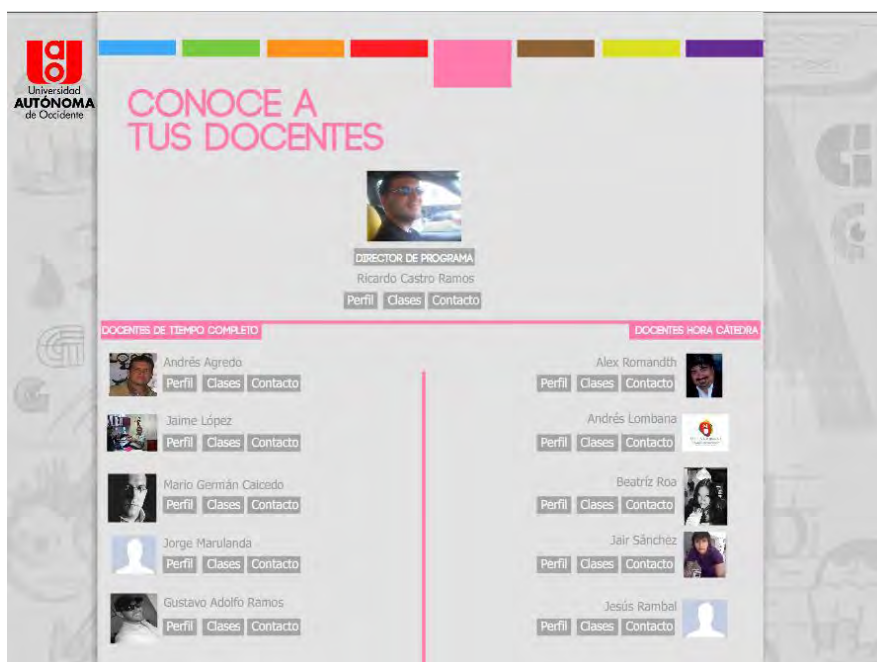 Universidad
AUTÓNOMA
de Occidente
CONOCE A
TUS DOCENTES
DIRECTOR DE PROGRAMA
Ricardo Castro Ramos
Perfil Clases Contacto
DOCENTES DE TIEMPO COMPLETO
Andrés Agredo
Perfil Clases Contacto
Jaime López
Perfil Clases Contacto
Mario Germán Caicedo
Perfil Clases Contacto
Jorge Marulanda
Perfil Clases Contacto
Gustavo Adolfo Ramos
Perfil Clases Contacto
DOCENTES HORA CÁTEDRA
Alex Romandth
Perfil Clases Contacto
Andrés Lombana
Perfil Clases Contacto
Beatríz Roa
Perfil Clases Contacto
Jair Sánchez
Perfil Clases Contacto
Jesús Rambal
Perfil Clases Contacto